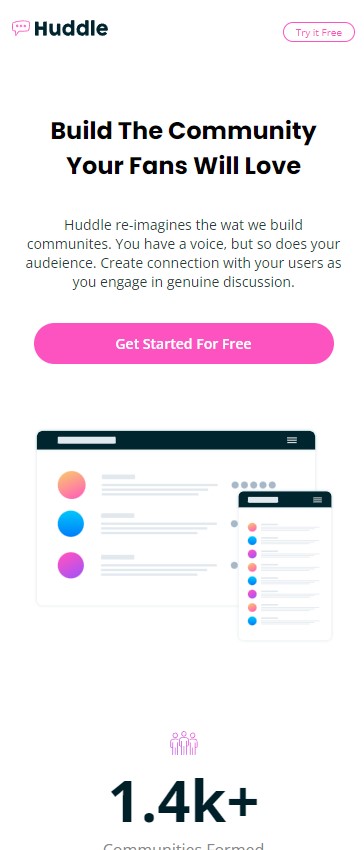 Huddle
Try it Free
Build The Community
Your Fans Will Love
Huddle re-imagines the wat we build
communites. You have a voice, but so does your
audeience. Create connection with your users as
you engage in genuine discussion.
Get Started For Free
1.4k+
Communities Formed